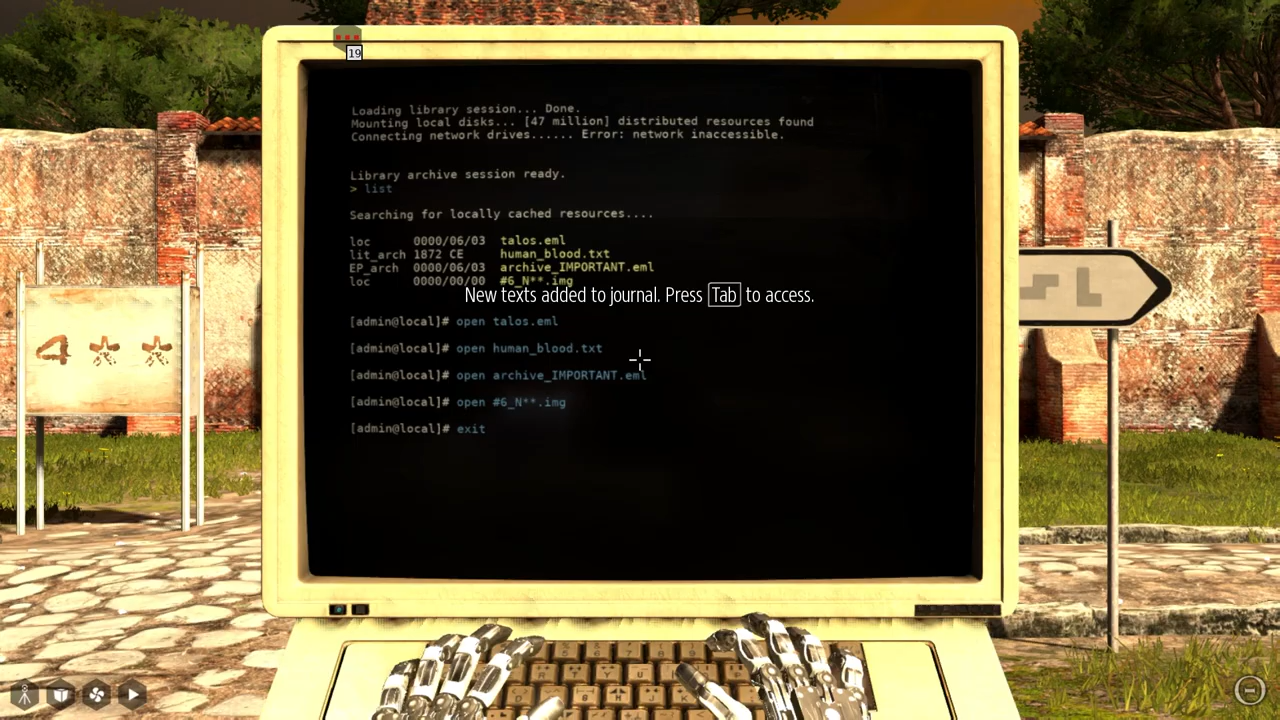 19
Loading library session... Done.
Mounting local disks... [47 million] distributed resources found
Connecting network drives...... Error: network inaccessible.
Library archive session ready.
> list
Searching for locally cached resources....
loc 0000/06/03 talos.eml
lit_arch 1872 CE human_blood.txt
EP_arch 0000/06/03 archive_IMPORTANT.eml
loc 0000/00/00 #6_N**.img
New texts added to journal. Press Tab to access.
[admin@local]# open talos.eml
[admin@local]# open human_blood.txt
[admin@local]# open archive_IMPORTANT.eml
[admin@local]# open #6_N**.img
[admin@local]# exit
4 * *